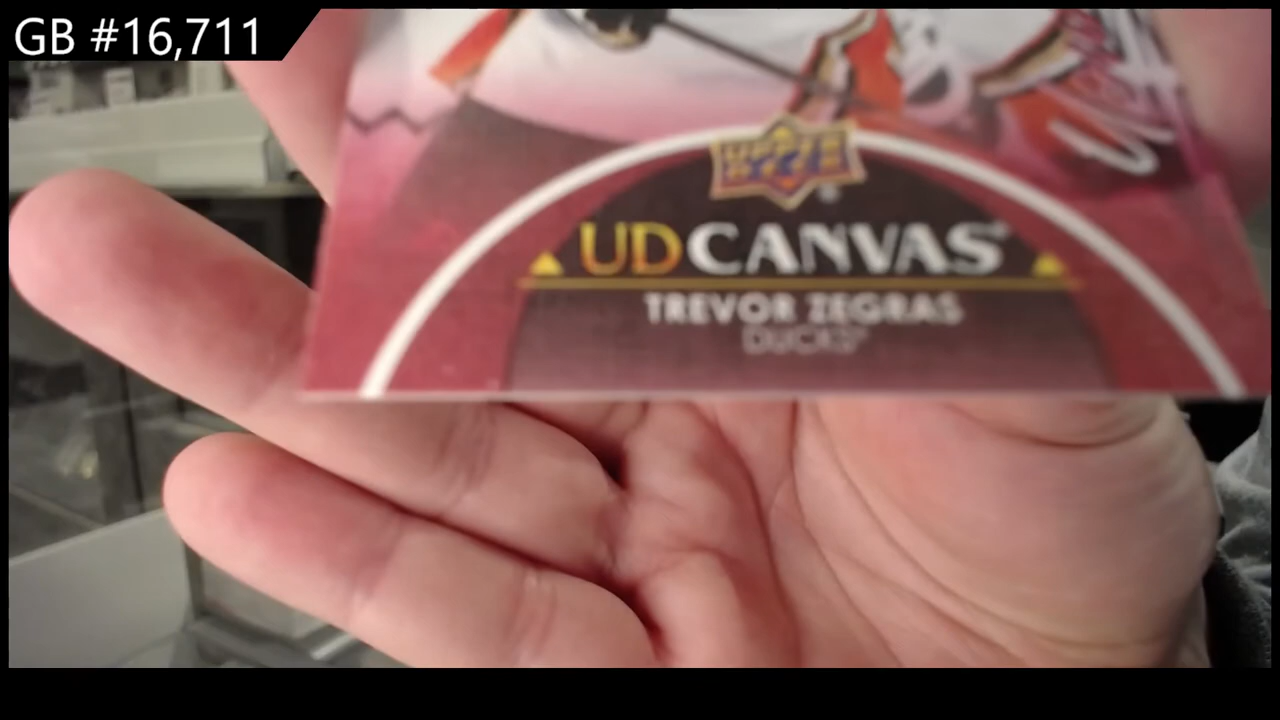 GB #16,711
UPPER
DECK
UD CANVAS
TREVOR ZEGRAS
DUCKS